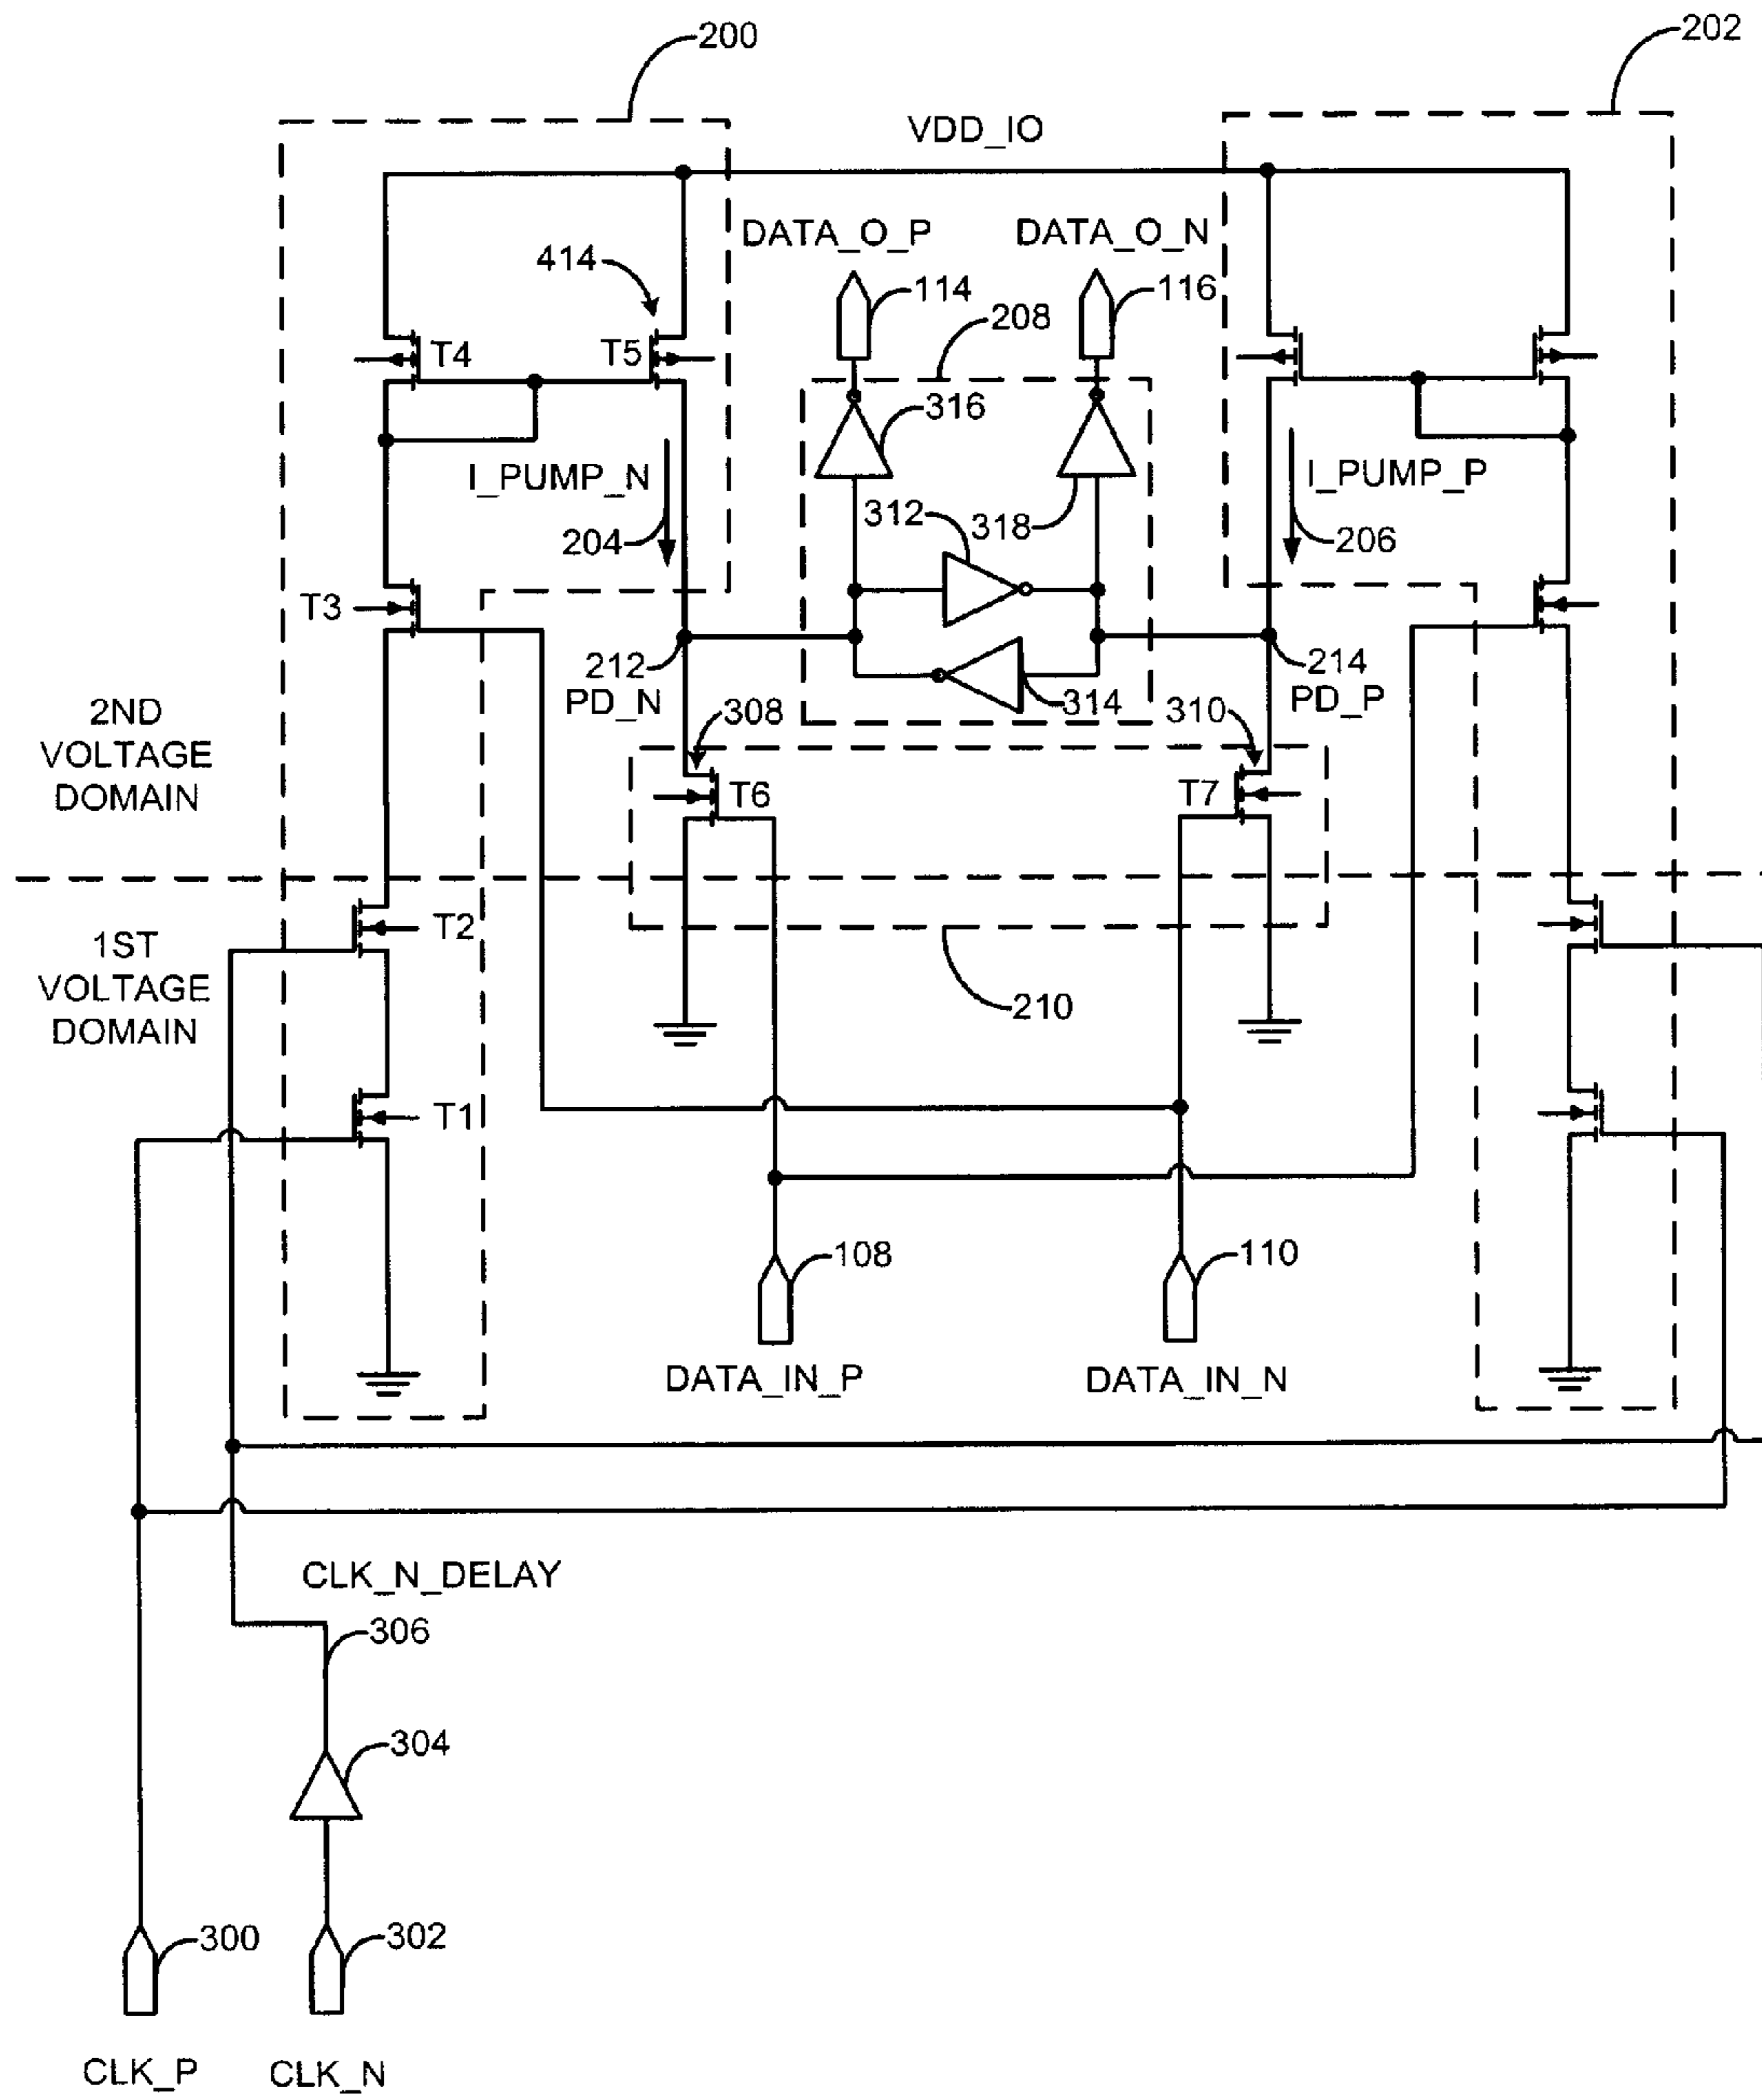 200
202
VDD_IO
DATA_O_P
DATA_O_N
414
114
116
208
T4
T5
316
I_PUMP_N
I_PUMP_P
312
318
204
206
T3
212
214
PD_N
314
PD_P
308
310
2ND
VOLTAGE
DOMAIN
T6
T7
T2
1ST
VOLTAGE
DOMAIN
210
T1
108
110
DATA_IN_P
DATA_IN_N
CLK_N_DELAY
306
304
300
302
CLK_P
CLK_N